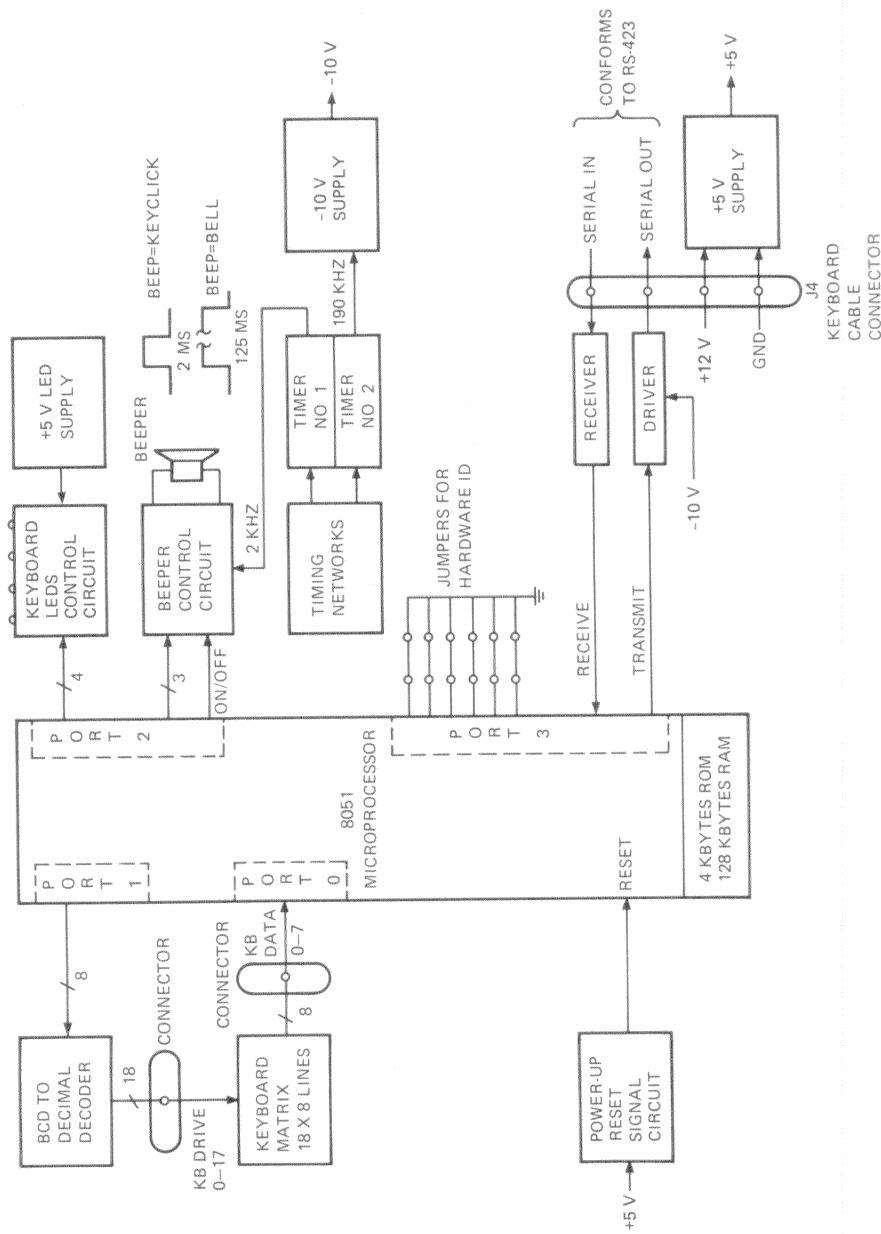 BCD TO
DECIMAL
DECODER
8
18
CONNECTOR
KB DRIVE
0–17
KEYBOARD
MATRIX
18 X 8 LINES
CONNECTOR
8
KB
DATA
0–7
+5 V
POWER-UP
RESET
SIGNAL
CIRCUIT
PORT 1
PORT 0
8051
MICROPROCESSOR
RESET
4 KBYTES ROM
128 KBYTES RAM
PORT 2
PORT 3
4
3
ON/OFF
KEYBOARD
LEDS
CONTROL
CIRCUIT
+5 V LED
SUPPLY
BEEPER
CONTROL
CIRCUIT
BEEPER
BEEP=KEYCLICK
2 MS
BEEP=BELL
125 MS
2 KHZ
TIMING
NETWORKS
TIMER
NO 1
TIMER
NO 2
190 KHZ
-10 V
SUPPLY
-10 V
JUMPERS FOR
HARDWARE ID
RECEIVE
TRANSMIT
RECEIVER
DRIVER
-10 V
SERIAL IN
SERIAL OUT
CONFORMS
TO RS-423
+12 V
GND
+5 V
SUPPLY
+5 V
J4
KEYBOARD
CABLE
CONNECTOR